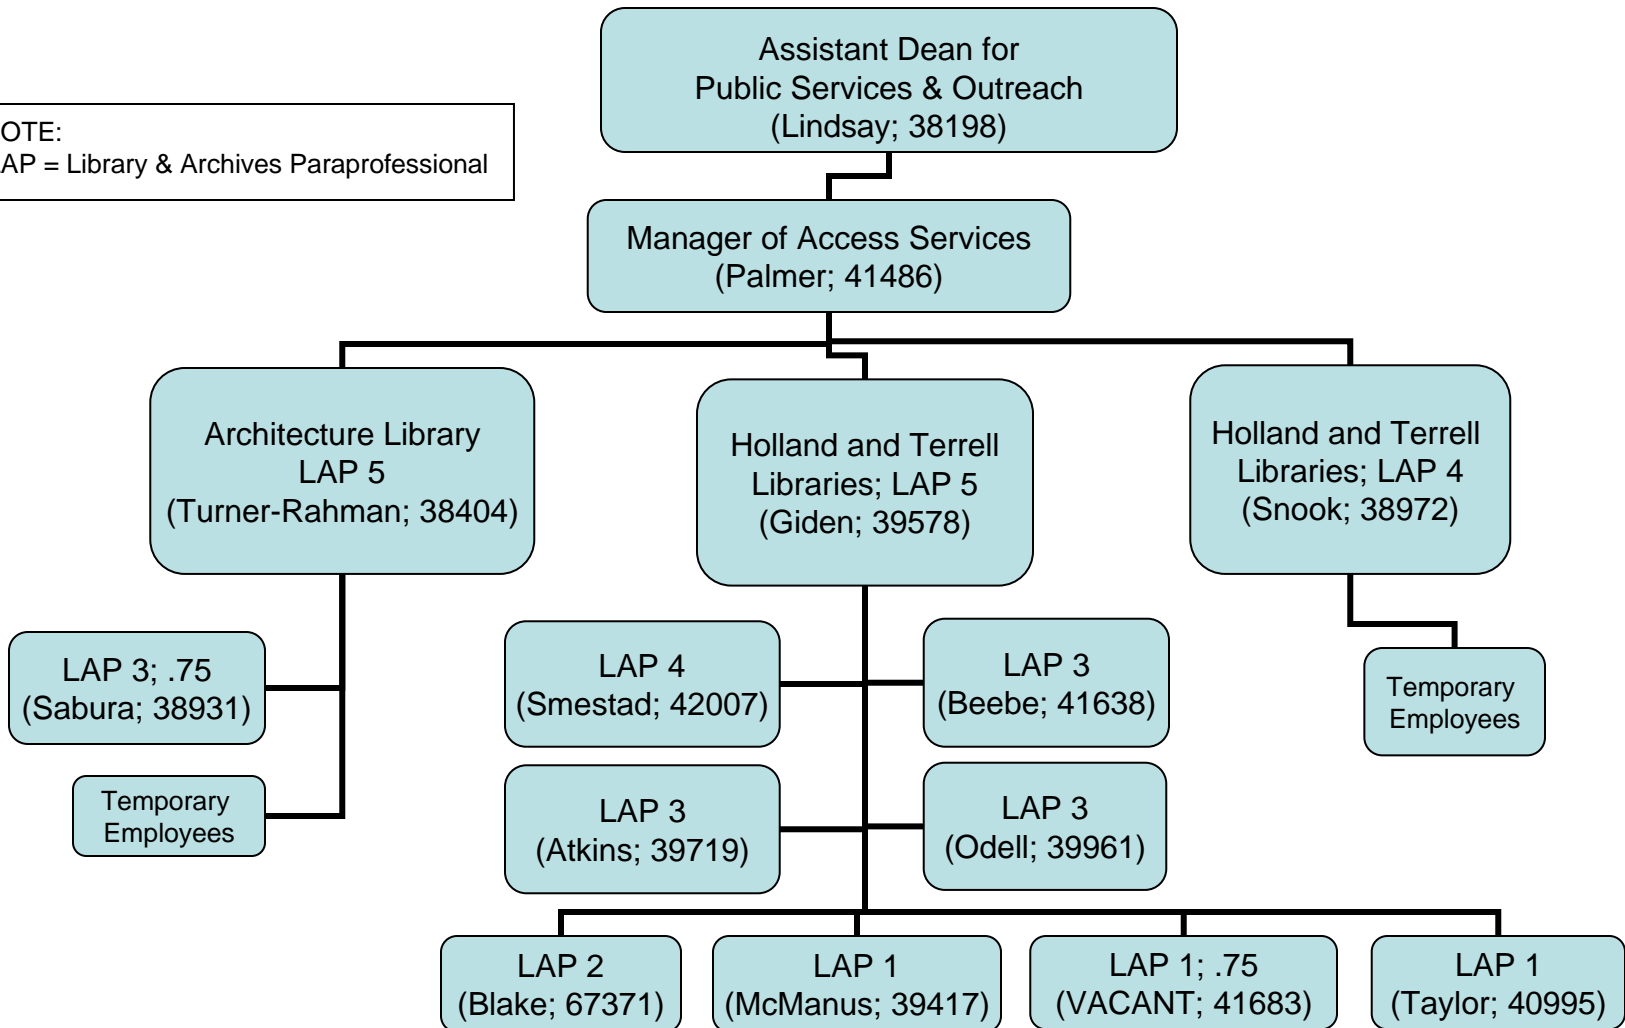 Assistant Dean for
Public Services & Outreach
(Lindsay; 38198)
OTE:
AP = Library & Archives Paraprofessional
Manager of Access Services
(Palmer; 41486)
Architecture Library
LAP 5
(Turner-Rahman; 38404)
Holland and Terrell
Libraries; LAP 5
(Giden; 39578)
Holland and Terrell
Libraries; LAP 4
(Snook; 38972)
LAP 3; .75
(Sabura; 38931)
Temporary
Employees
LAP 4
(Smestad; 42007)
LAP 3
(Beebe; 41638)
Temporary
Employees
LAP 3
(Atkins; 39719)
LAP 3
(Odell; 39961)
LAP 2
(Blake; 67371)
LAP 1
(McManus; 39417)
LAP 1; .75
(VACANT; 41683)
LAP 1
(Taylor; 40995)